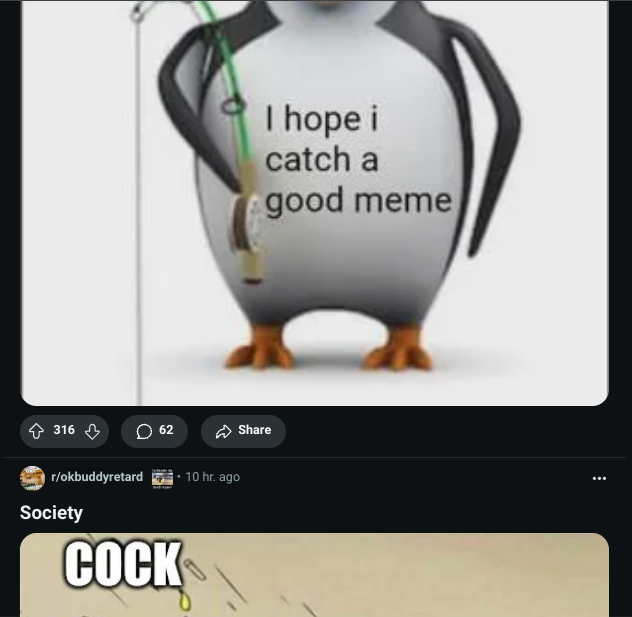 I hope i
catch a
good meme
316
62
Share
r/okbuddyretard
· 10 hr. ago
Society
COCK